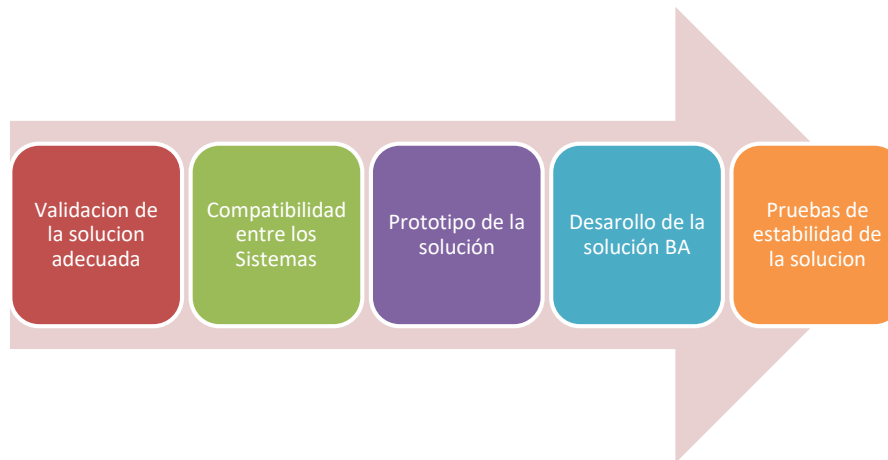 Validacion de
la solucion
adecuada
Compatibilidad
entre los
Sistemas
Prototipo de la
solución
Desarollo de la
solución BA
Pruebas de
estabilidad de
la solucion